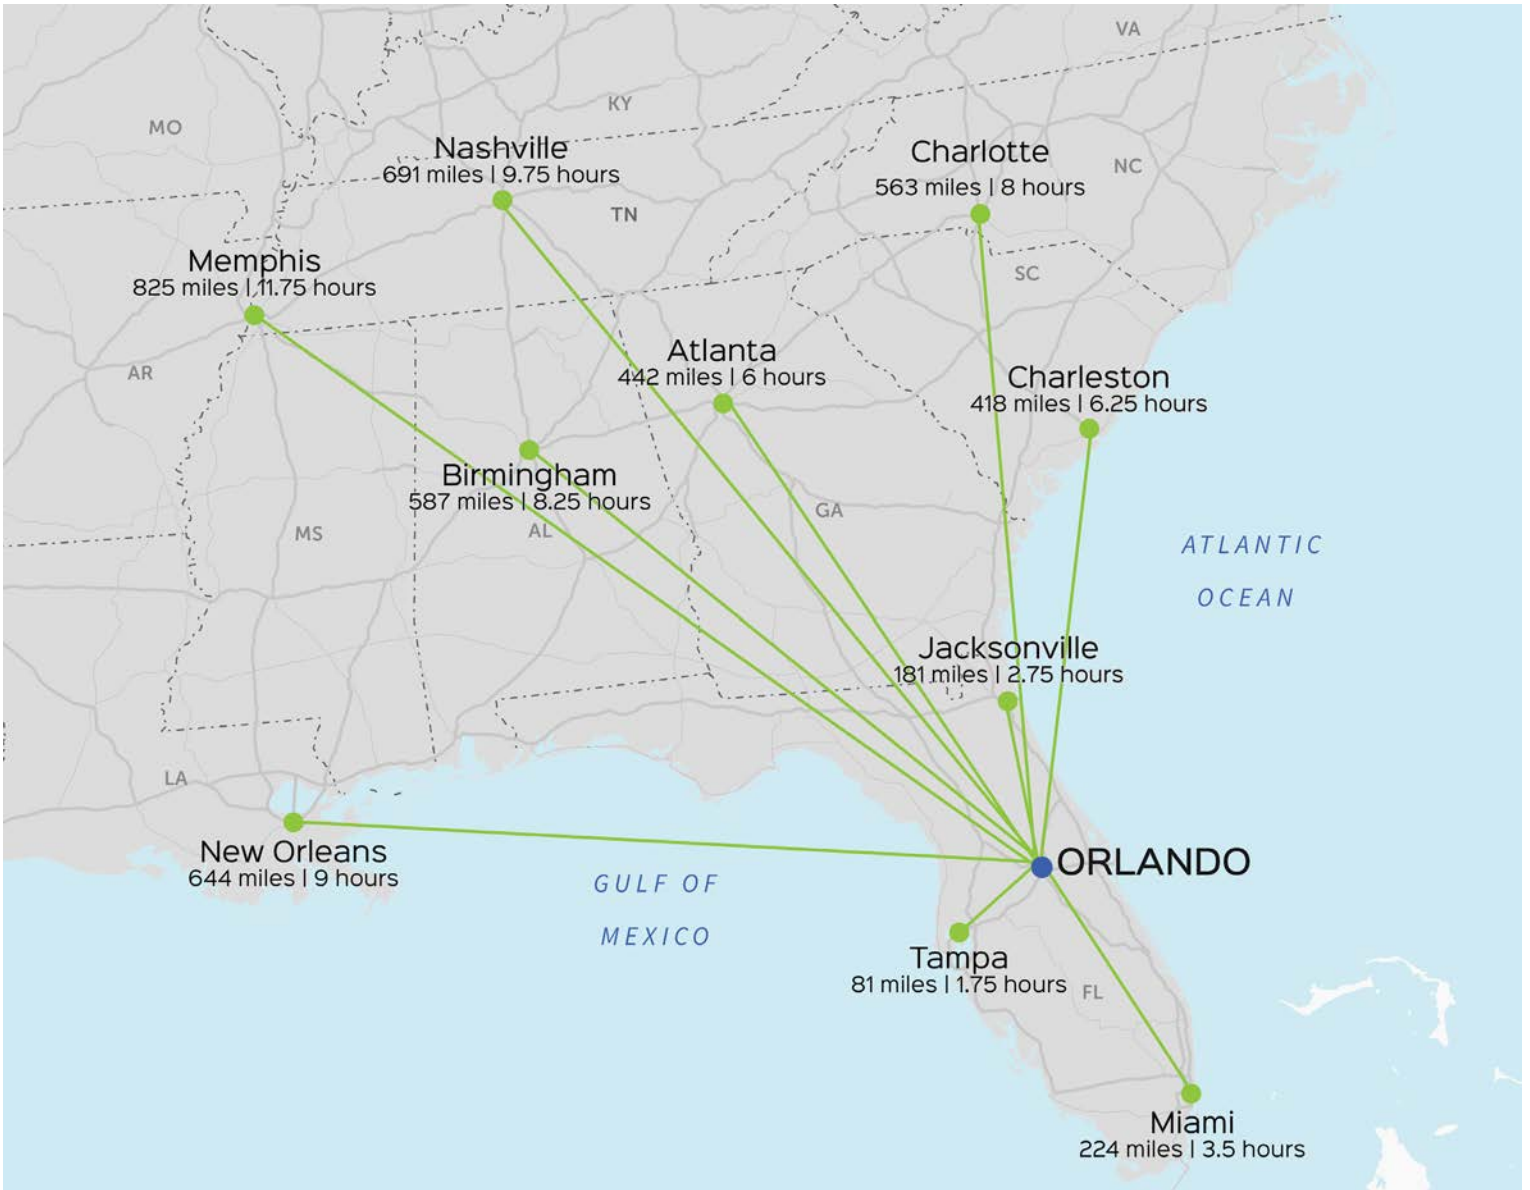 VA
KY
MO
Nashville
691 miles | 9.75 hours
Charlotte
563 miles | 8 hours
NC
TN
Memphis
825 miles | 11.75 hours
SC
Atlanta
442 miles | 6 hours
AR
Charleston
418 miles | 6.25 hours
Birmingham
587 miles | 8.25 hours
GA
AL
MS
ATLANTIC
OCEAN
Jacksonville
181 miles | 2.75 hours
LA
New Orleans
644 miles | 9 hours
ORLANDO
GULF OF
MEXICO
Tampa
81 miles | 1.75 hours
FL
Miami
224 miles | 3.5 hours